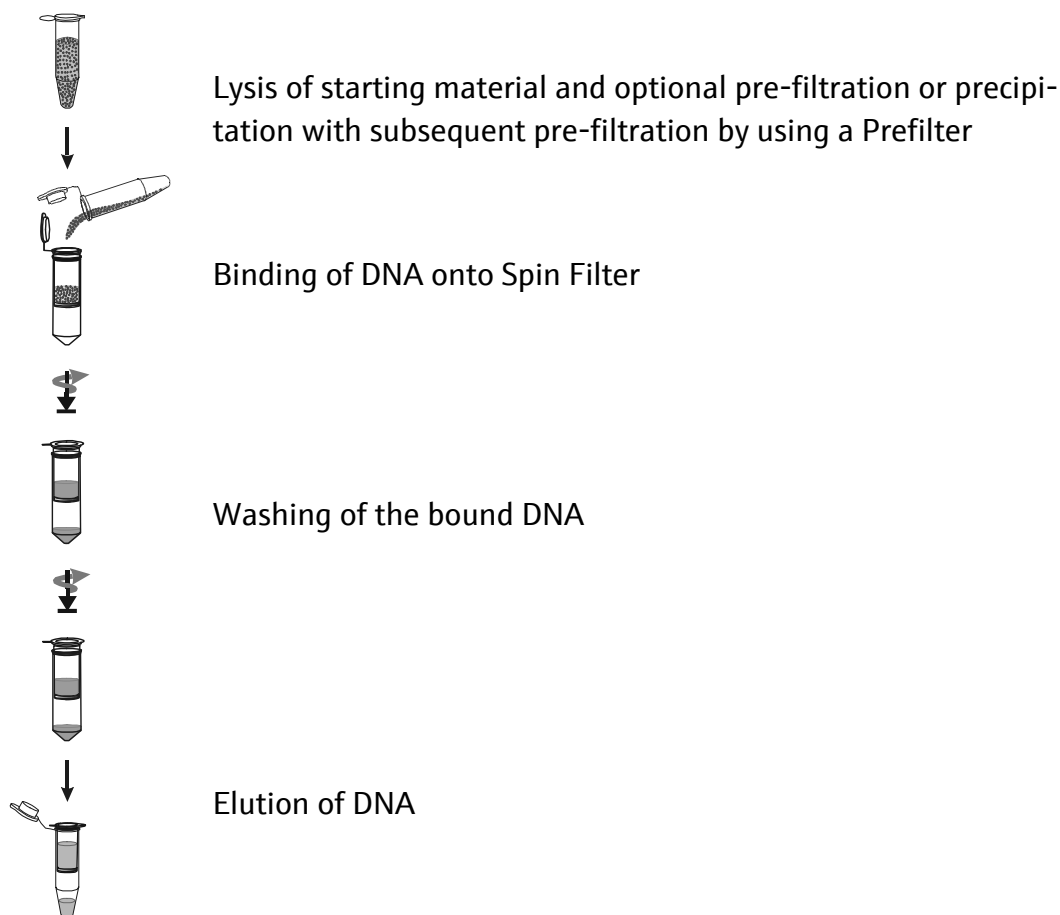 Lysis of starting material and optional pre-filtration or precipi-
tation with subsequent pre-filtration by using a Prefilter
Binding of DNA onto Spin Filter
Washing of the bound DNA
Elution of DNA